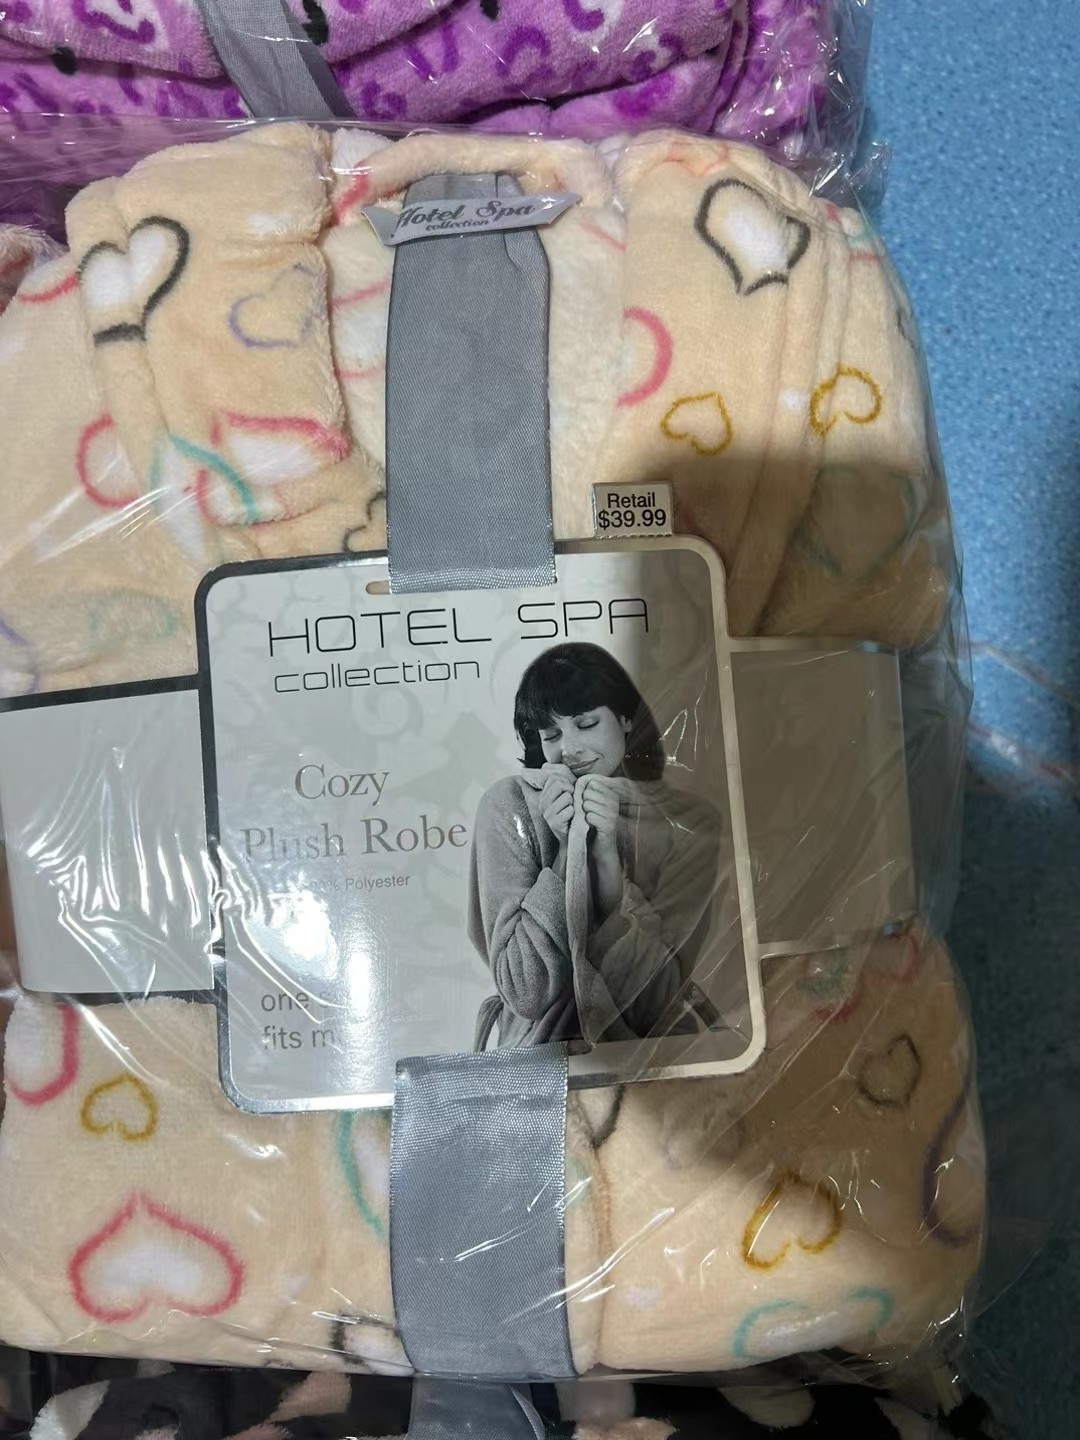 Hotel Spa
collection
Retail
$39.99
HOTEL SPA
collection
Cozy
Plush Robe
Polyester
one
fits